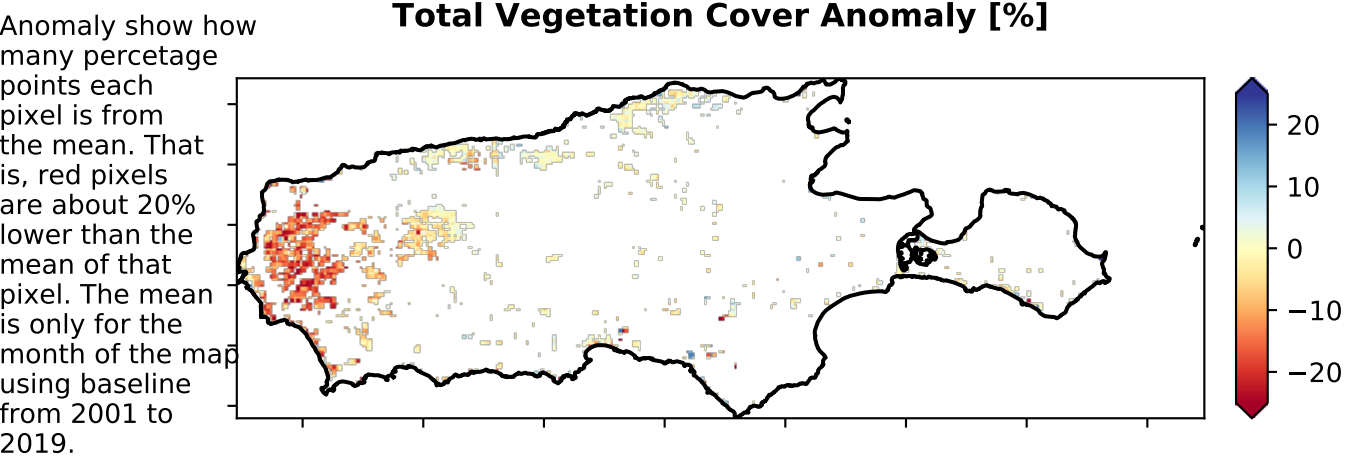 Total Vegetation Cover Anomaly [%]
Anomaly show how
many percetage
points each
pixel is from
the mean. That
is, red pixels
are about 20%
lower than the
mean of that
pixel. The mean
is only for the
month of the map
using baseline
from 2001 to
2019.
20
10
0
−10
−20